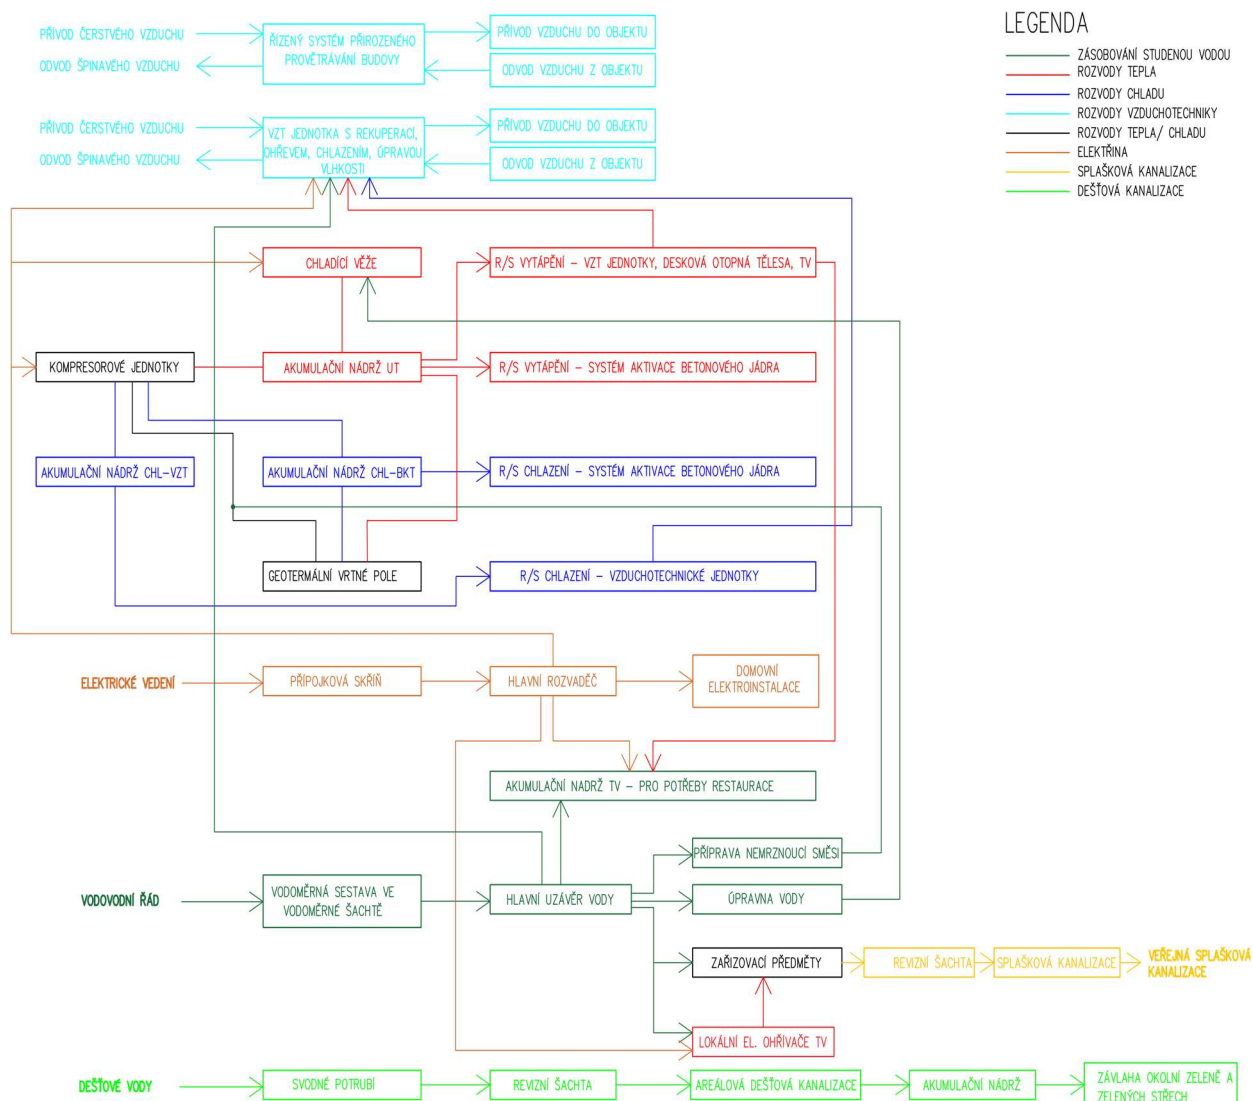 LEGENDA
ZÁSOBOVÁNÍ STUDENOU VODOU
ROZVODY TEPLA
ROZVODY CHLADU
ROZVODY VZDUCHOTECHNIKY
ROZVODY TEPLA/ CHLADU
ELEKTŘINA
SPLAŠKOVÁ KANALIZACE
DEŠŤOVÁ KANALIZACE
PŘÍVOD ČERSTVÉHO VZDUCHU
ODVOD ŠPINAVÉHO VZDUCHU
ŘÍZENÝ SYSTÉM PŘIROZENÉHO
PROVĚTRÁVÁNÍ BUDOVY
PŘÍVOD VZDUCHU DO OBJEKTU
ODVOD VZDUCHU Z OBJEKTU
PŘÍVOD ČERSTVÉHO VZDUCHU
ODVOD ŠPINAVÉHO VZDUCHU
VZT JEDNOTKA S REKUPERACÍ,
OHŘEVEM, CHLAZENÍM, ÚPRAVOU
VLHKOSTI
PŘÍVOD VZDUCHU DO OBJEKTU
ODVOD VZDUCHU Z OBJEKTU
CHLADÍCÍ VĚŽE
R/S VYTÁPĚNÍ – VZT JEDNOTKY, DESKOVÁ OTOPNÁ TĚLESA, TV
KOMPRESOROVÉ JEDNOTKY
AKUMULAČNÍ NÁDRŽ UT
R/S VYTÁPĚNÍ – SYSTÉM AKTIVACE BETONOVÉHO JÁDRA
AKUMULAČNÍ NÁDRŽ CHL–VZT
AKUMULAČNÍ NÁDRŽ CHL–BKT
R/S CHLAZENÍ – SYSTÉM AKTIVACE BETONOVÉHO JÁDRA
GEOTERMÁLNÍ VRTNÉ POLE
R/S CHLAZENÍ – VZDUCHOTECHNICKÉ JEDNOTKY
ELEKTRICKÉ VEDENÍ
PŘÍPOJKOVÁ SKŘÍŇ
HLAVNÍ ROZVADĚČ
DOMOVNÍ
ELEKTROINSTALACE
AKUMULAČNÍ NADRŽ TV – PRO POTŘEBY RESTAURACE
PŘÍPRAVA NEMRZNOUCÍ SMĚSI
VODOVODNÍ ŘÁD
VODOMĚRNÁ SESTAVA VE
VODOMĚRNÉ ŠACHTĚ
HLAVNÍ UZÁVĚR VODY
ÚPRAVNA VODY
ZAŘIZOVACÍ PŘEDMĚTY
REVIZNÍ ŠACHTA
SPLAŠKOVÁ KANALIZACE
VEŘEJNÁ SPLAŠKOVÁ
KANALIZACE
LOKÁLNÍ EL. OHŘÍVAČE TV
DEŠŤOVÉ VODY
SVODNÉ POTRUBÍ
REVIZNÍ ŠACHTA
AREÁLOVÁ DEŠŤOVÁ KANALIZACE
AKUMULAČNÍ NÁDRŽ
ZÁVLAHA OKOLNÍ ZELENĚ A
ZELENÝCH STŘECH